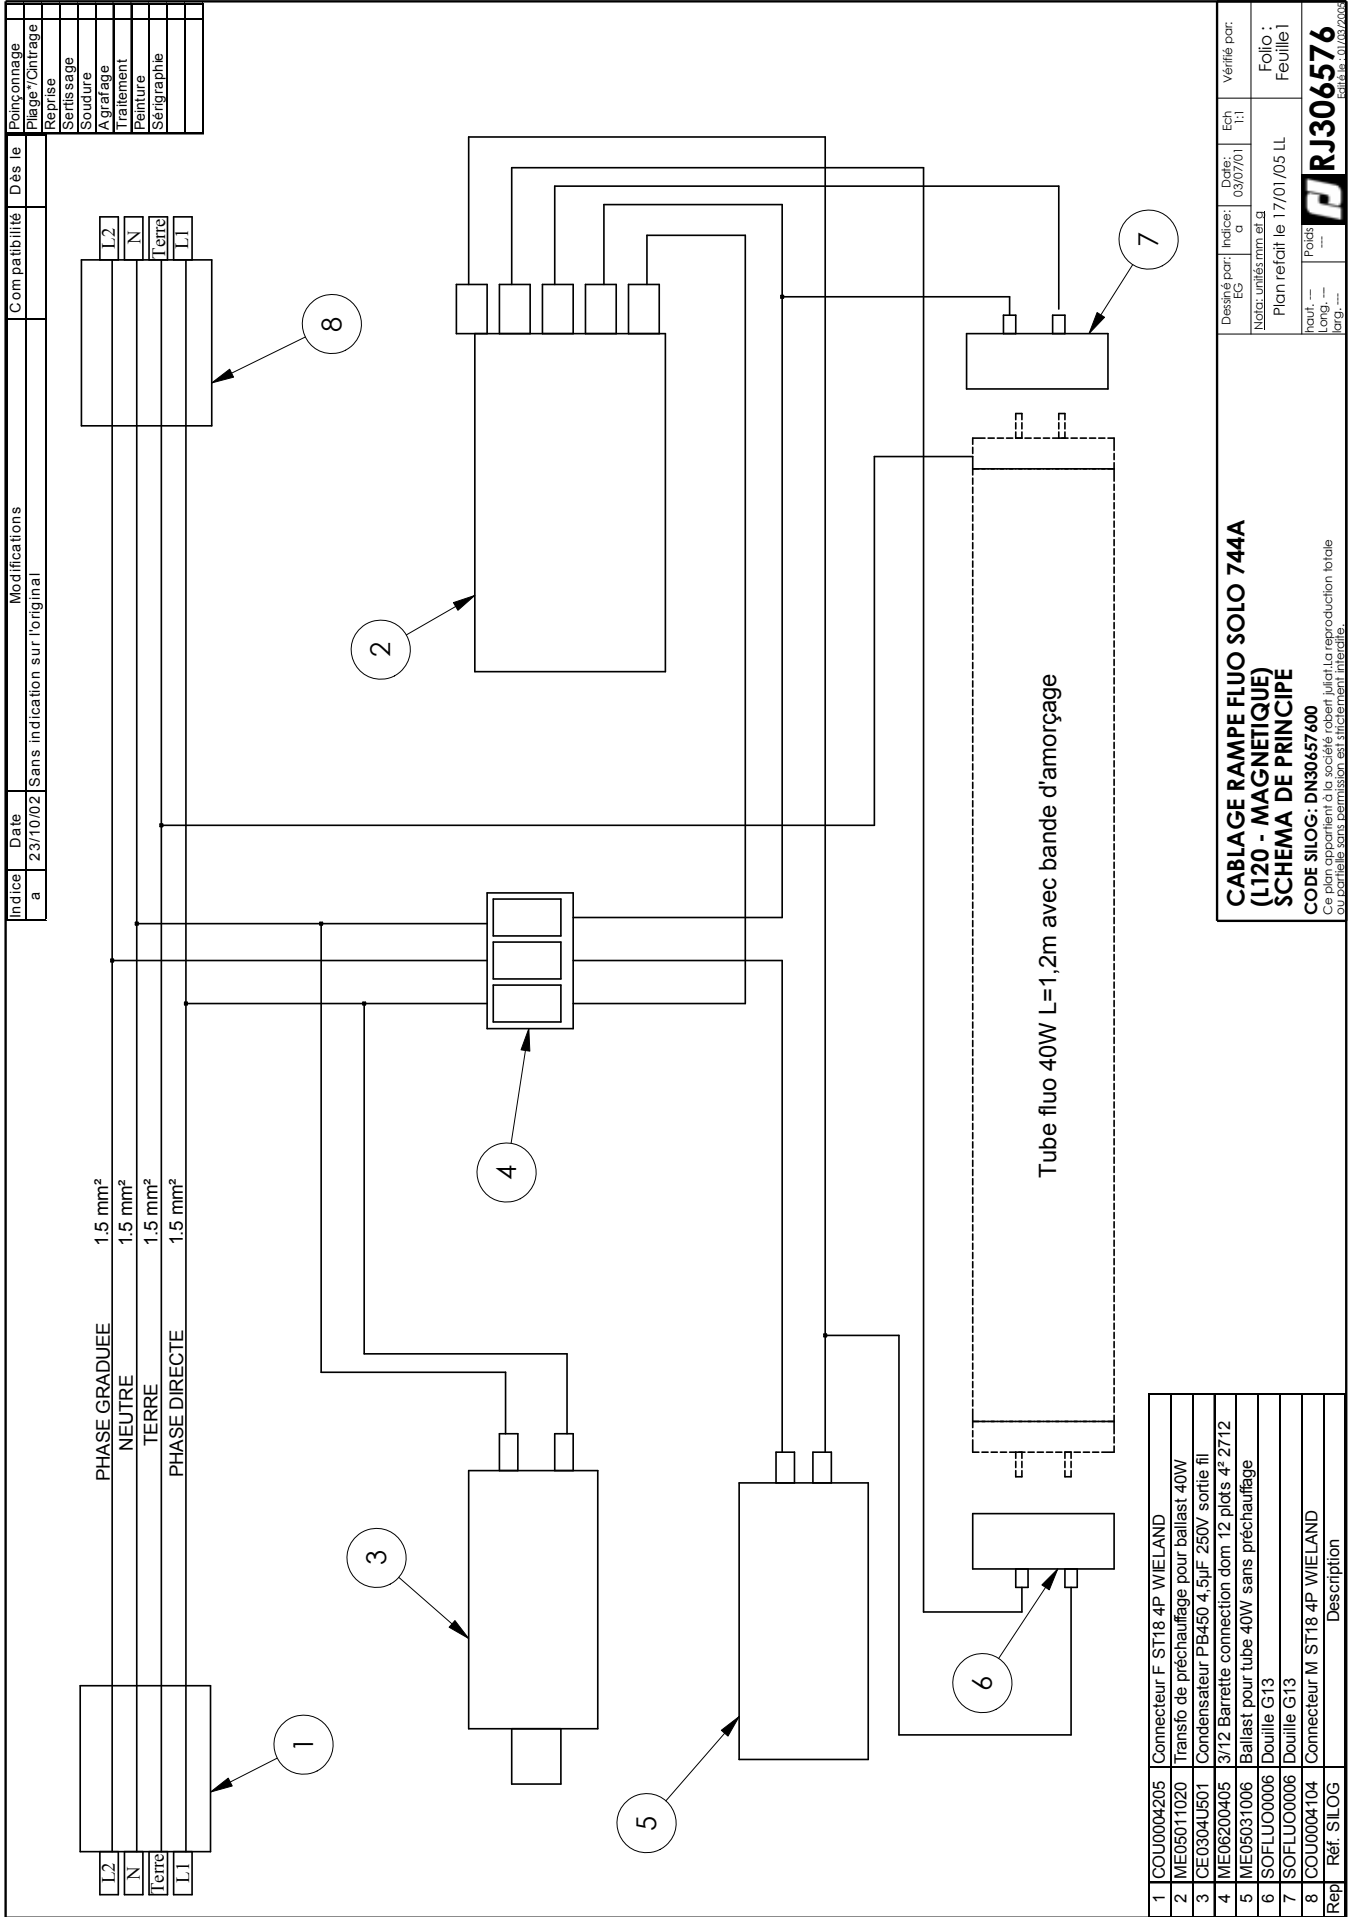 Indice Date Modifications Compatibilité Dès le
a 23/10/02 Sans indication sur l'original
Poinçonnage
Pliage*/Cintrage
Reprise
Sertissage
Soudure
Agrafage
Traitement
Peinture
Sérigraphie
L2
N
Terre
L1
PHASE GRADUEE 1.5 mm²
NEUTRE 1.5 mm²
TERRE 1.5 mm²
PHASE DIRECTE 1.5 mm²
L2
N
Terre
L1
1
8
3
4
2
5
6
7
Tube fluo 40W L=1,2m avec bande d'amorçage
1 COU0004205 Connecteur F ST18 4P WIELAND
2 ME05011020 Transfo de préchauffage pour ballast 40W
3 CE0304U501 Condensateur PB450 4,5µF 250V sortie fil
4 ME06200405 3/12 Barrette connection dom 12 plots 4² 2712
5 ME05031006 Ballast pour tube 40W sans préchauffage
6 SOFLUO0006 Douille G13
7 SOFLUO0006 Douille G13
8 COU0004104 Connecteur M ST18 4P WIELAND
Rep Réf. SILOG Description
CABLAGE RAMPE FLUO SOLO 744A
(L120 - MAGNETIQUE)
SCHEMA DE PRINCIPE
CODE SILOG: DN30657600
Ce plan appartient à la société robert juliat.La reproduction totale
ou partielle sans permission est strictement interdite.
Dessiné par: EG
Indice: a
Date: 03/07/01
Ech 1:1
Vérifié par:
Nota: unités mm et g
Plan refait le 17/01/05 LL
Folio :
Feuille1
haut. ---
Long. ---
larg. ---
Poids ---
RJ306576
Edité le : 01/03/2005